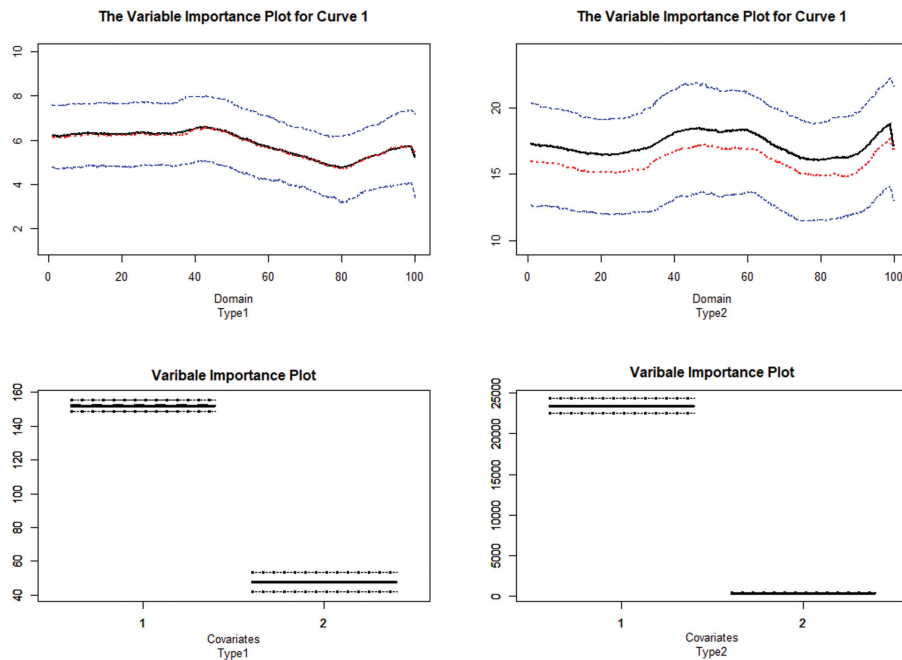 The Variable Importance Plot for Curve 1
10
8
6
4
2
0 20 40 60 80 100
Domain
Type1
The Variable Importance Plot for Curve 1
20
15
10
0 20 40 60 80 100
Domain
Type2
Varibale Importance Plot
160
140
120
100
80
60
40
1 2
Covariates
Type1
Varibale Importance Plot
25000
20000
15000
10000
5000
0
1 2
Covariates
Type2